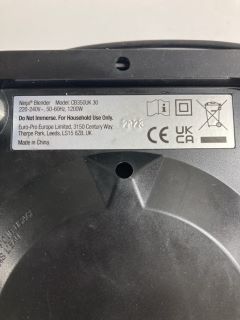 Ninja® Blender Model: CB350UK 30
220-240V~, 50-60Hz, 1200W
Do Not Immerse. For Household Use Only.
Euro-Pro Europe Limited, 3150 Century Way,
Thorpe Park, Leeds, LS15 8ZB, UK
Made in China
2123
CE
UK
CA